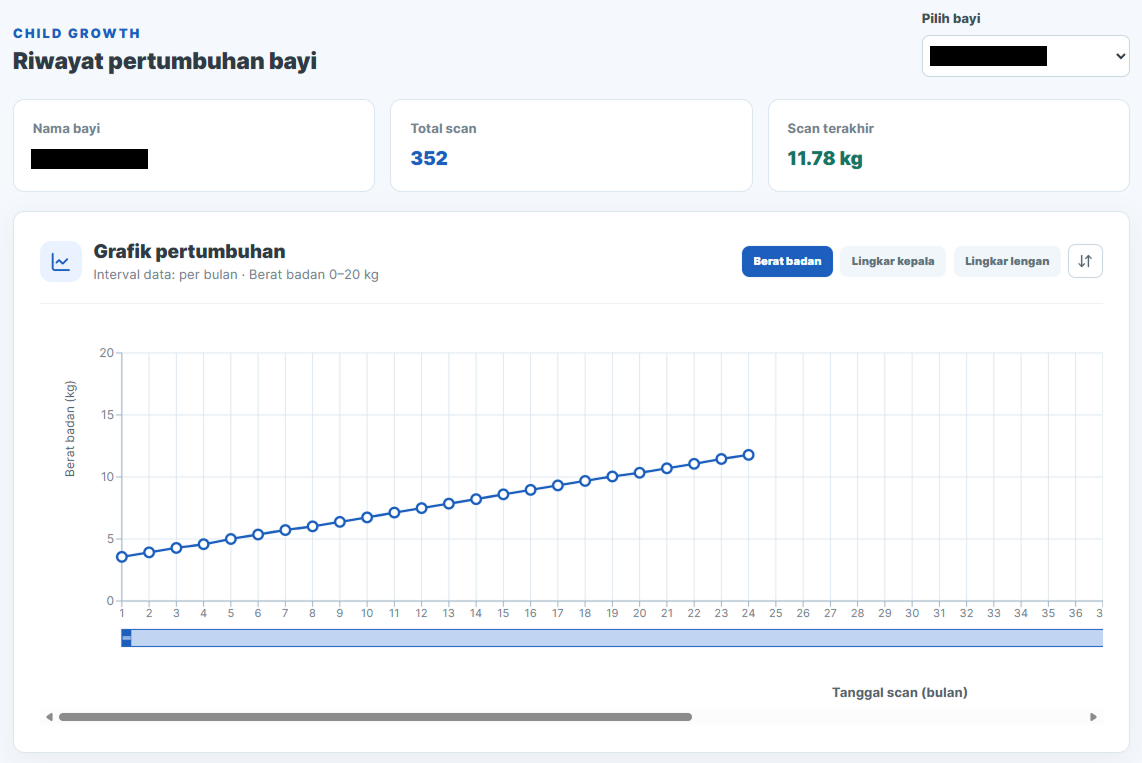 CHILD GROWTH
Riwayat pertumbuhan bayi
Pilih bayi
Nama bayi
Total scan
352
Scan terakhir
11.78 kg
Grafik pertumbuhan
Interval data: per bulan · Berat badan 0–20 kg
Berat badan
Lingkar kepala
Lingkar lengan
Berat badan (kg)
20
15
10
5
0
1 2 3 4 5 6 7 8 9 10 11 12 13 14 15 16 17 18 19 20 21 22 23 24 25 26 27 28 29 30 31 32 33 34 35 36
Tanggal scan (bulan)